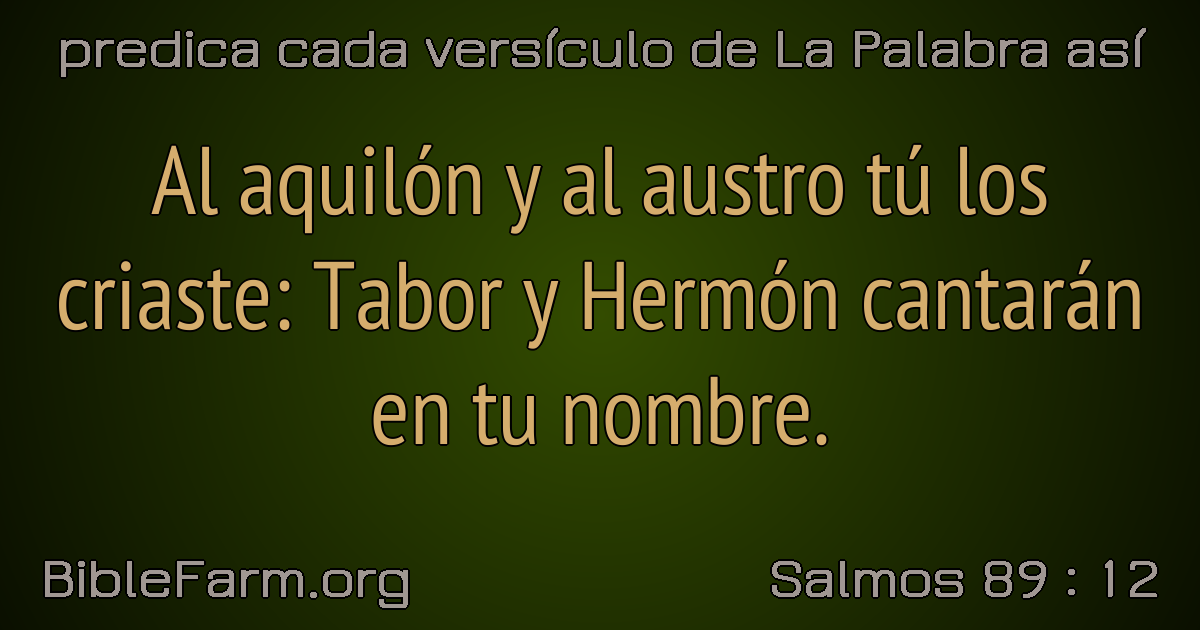 predica cada versículo de La Palabra así
Al aquilón y al austro tú los
criaste: Tabor y Hermón cantarán
en tu nombre.
BibleFarm.org
Salmos 89 : 12